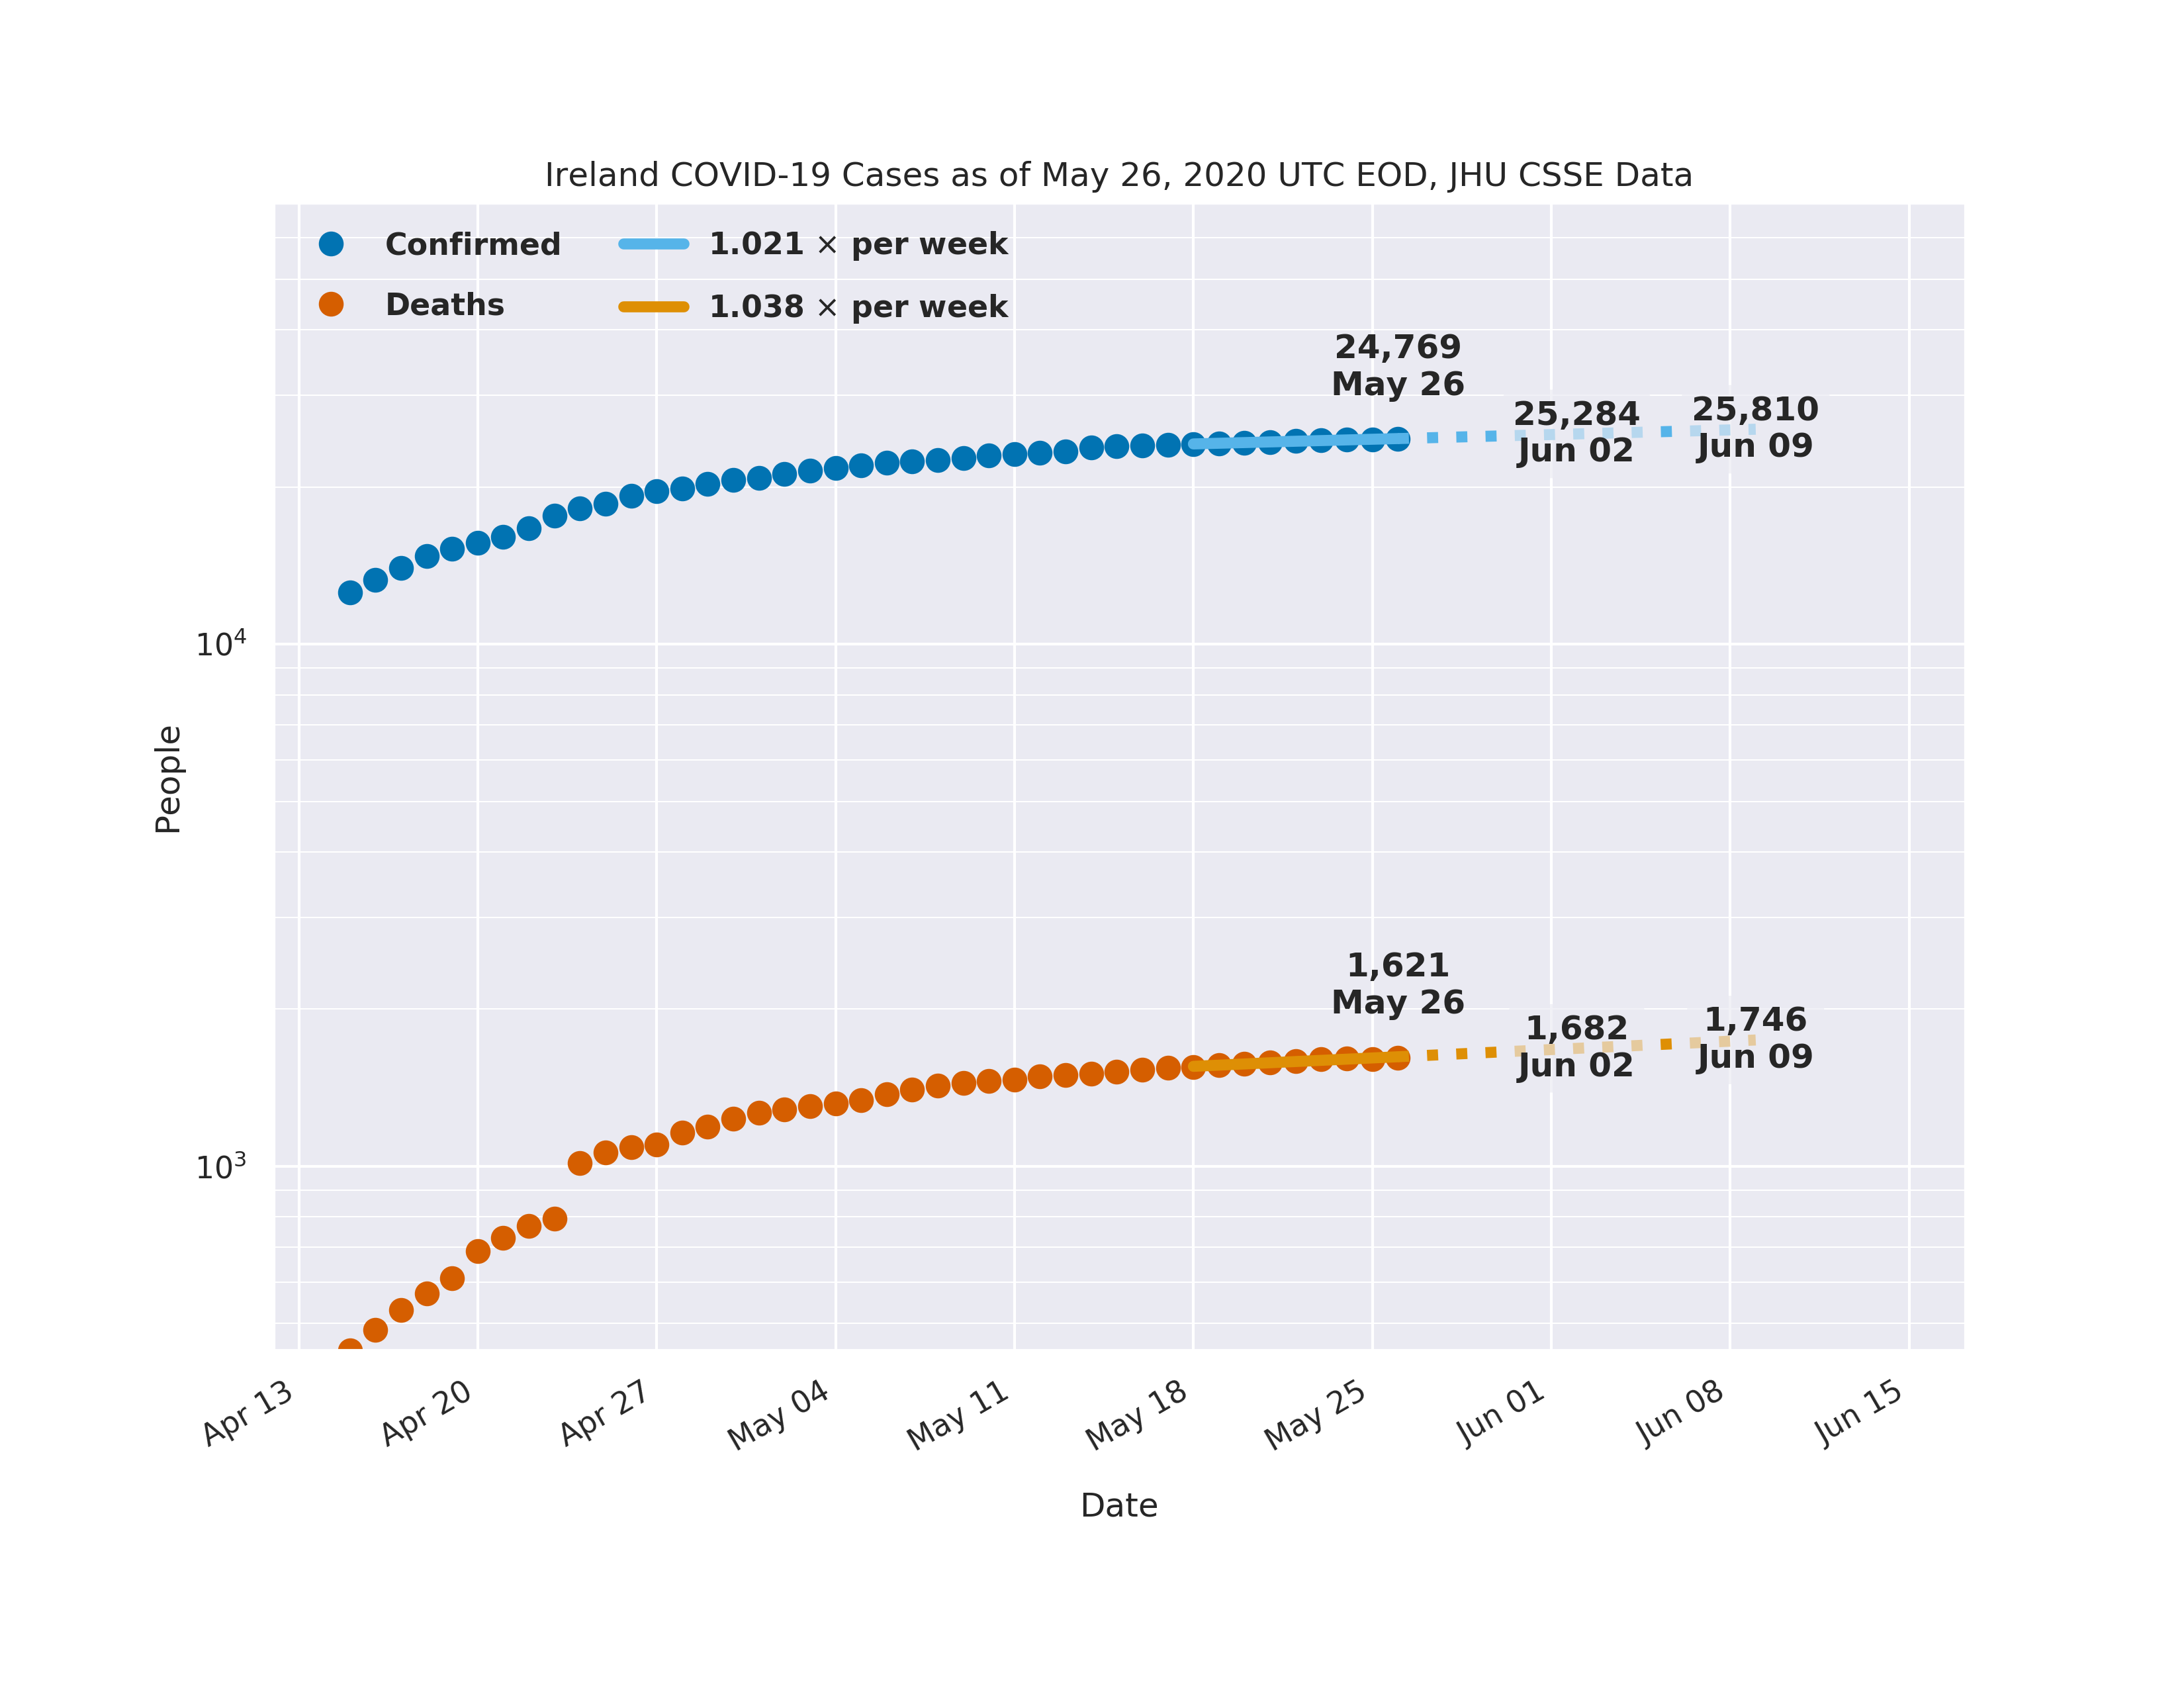 Ireland COVID-19 Cases as of May 26, 2020 UTC EOD, JHU CSSE Data
Confirmed
Deaths
1.021 × per week
1.038 × per week
24,769
May 26
25,284
Jun 02
25,810
Jun 09
10⁴
People
1,621
May 26
1,682
Jun 02
1,746
Jun 09
10³
Apr 13
Apr 20
Apr 27
May 04
May 11
May 18
May 25
Jun 01
Jun 08
Jun 15
Date